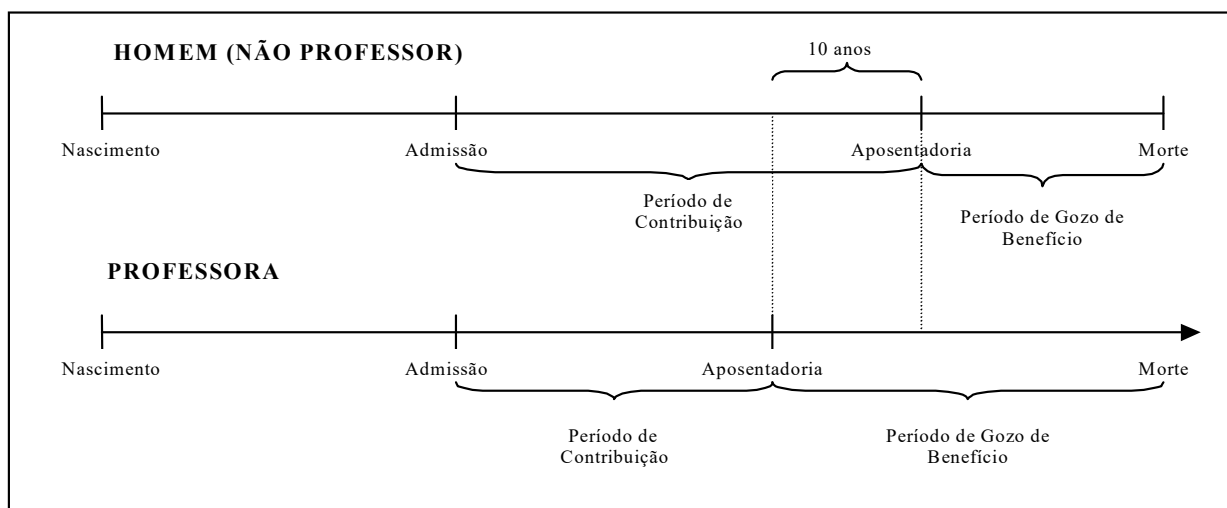 HOMEM (NÃO PROFESSOR)
10 anos
Nascimento
Admissão
Aposentadoria
Morte
Período de
Contribuição
Período de Gozo de
Benefício
PROFESSORA
Nascimento
Admissão
Aposentadoria
Morte
Período de
Contribuição
Período de Gozo de
Benefício